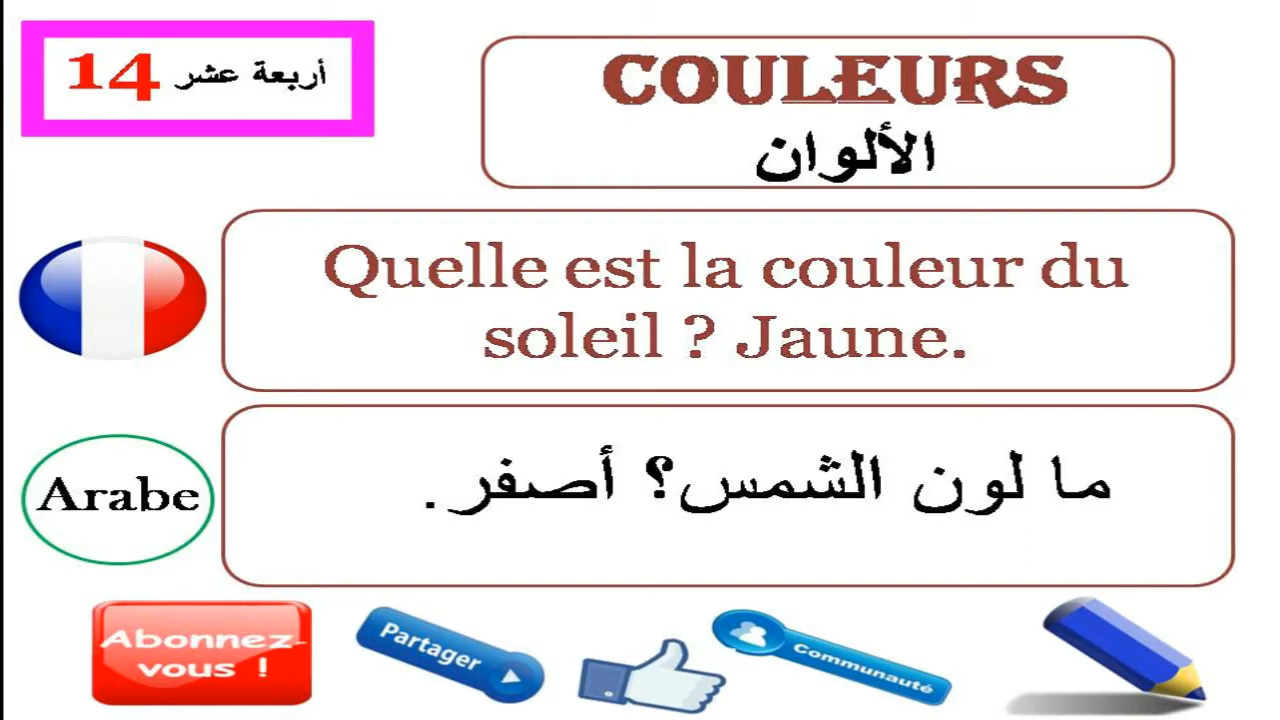 14 أربعة عشر
COULEURS
الألوان
Quelle est la couleur du
soleil ? Jaune.
Arabe
ما لون الشمس؟ أصفر.
Abonnez-
vous !
Partager
Communauté